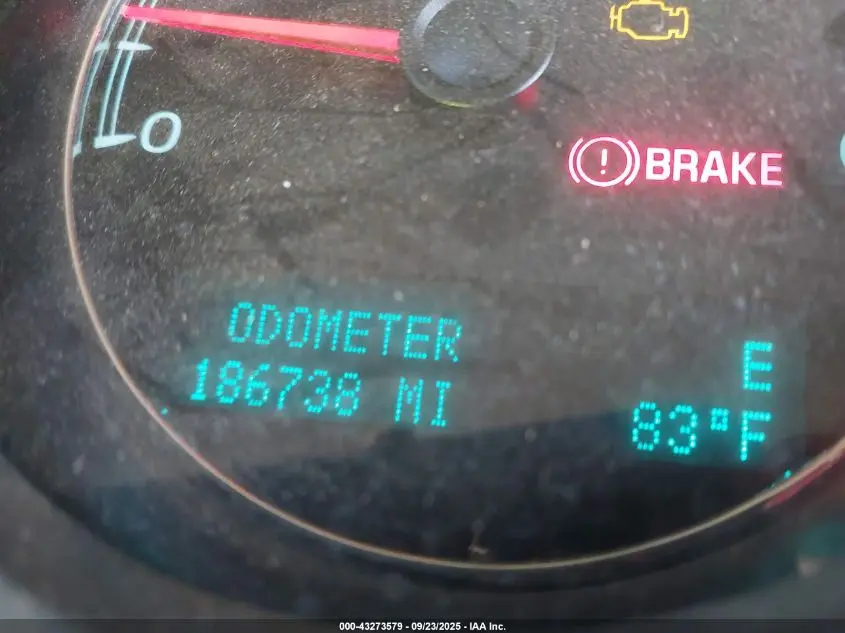 0
(!) BRAKE
ODOMETER
186738 MI
E
83°F
000-43273579 - 09/23/2025 - IAA Inc.